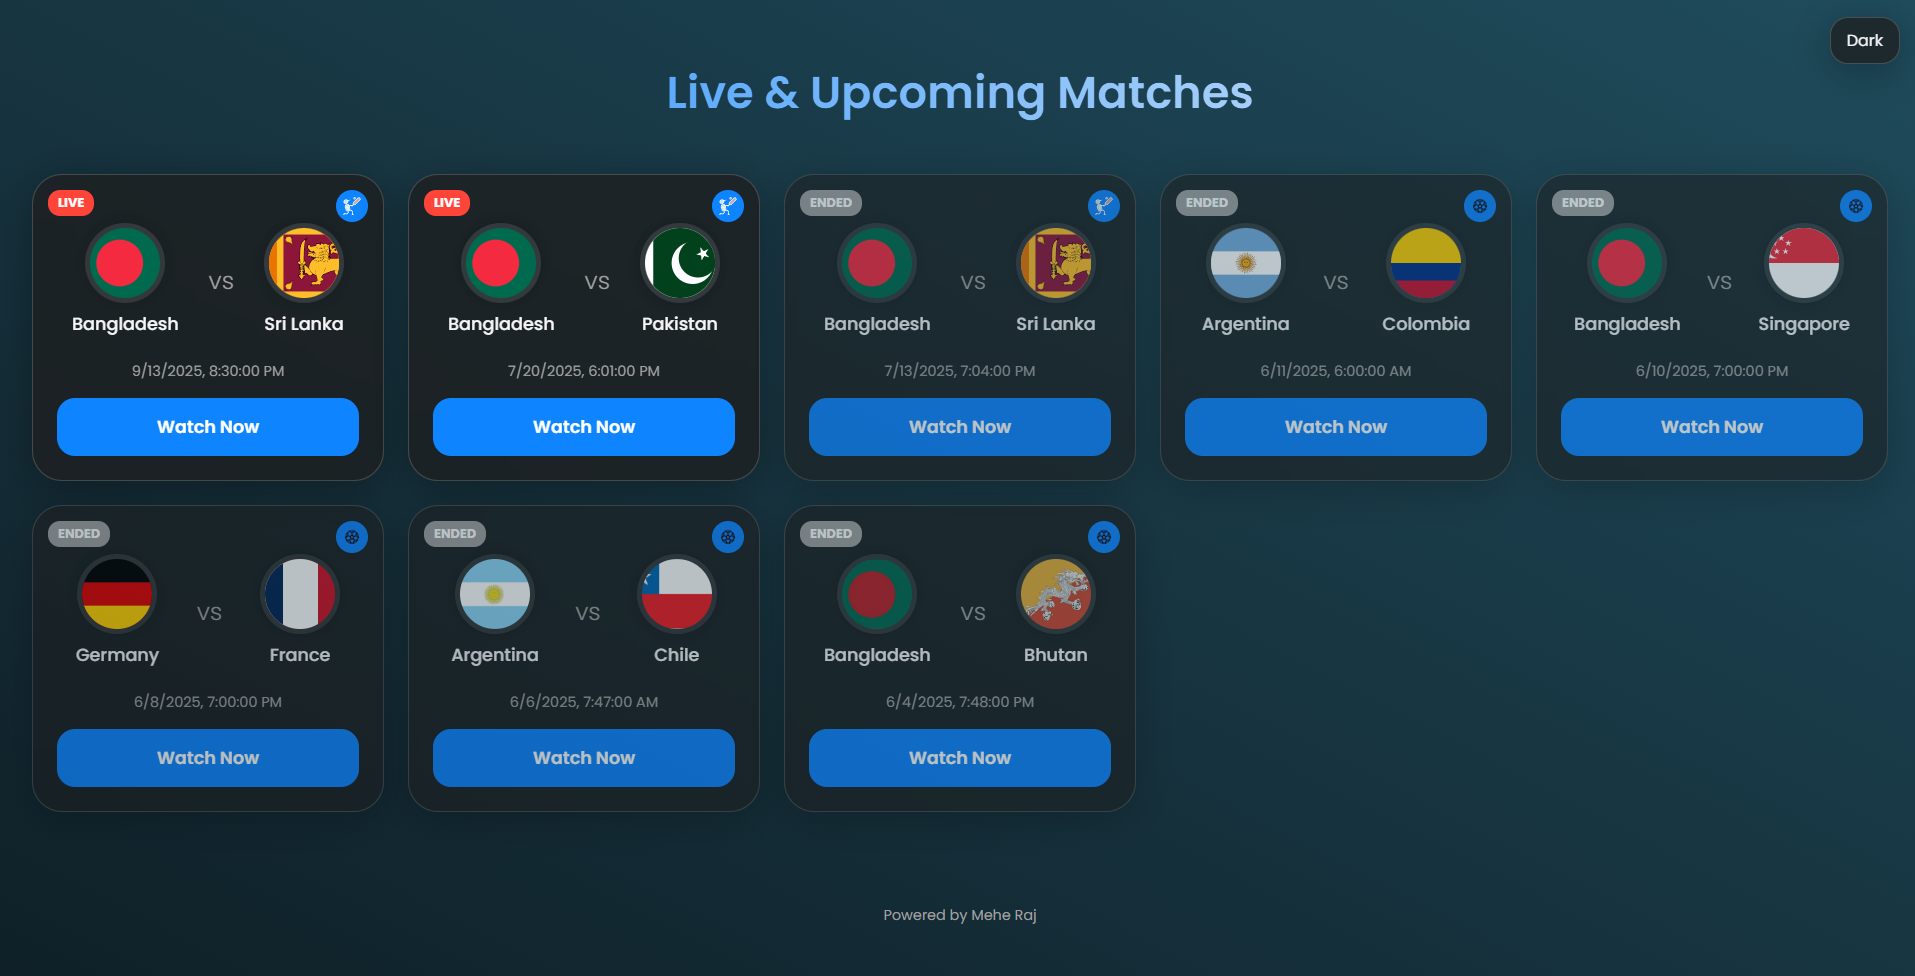 Dark
Live & Upcoming Matches
LIVE
Bangladesh VS Sri Lanka
9/13/2025, 8:30:00 PM
Watch Now
LIVE
Bangladesh VS Pakistan
7/20/2025, 6:01:00 PM
Watch Now
ENDED
Bangladesh VS Sri Lanka
7/13/2025, 7:04:00 PM
Watch Now
ENDED
Argentina VS Colombia
6/11/2025, 6:00:00 AM
Watch Now
ENDED
Bangladesh VS Singapore
6/10/2025, 7:00:00 PM
Watch Now
ENDED
Germany VS France
6/8/2025, 7:00:00 PM
Watch Now
ENDED
Argentina VS Chile
6/6/2025, 7:47:00 AM
Watch Now
ENDED
Bangladesh VS Bhutan
6/4/2025, 7:48:00 PM
Watch Now
Powered by Mehe Raj